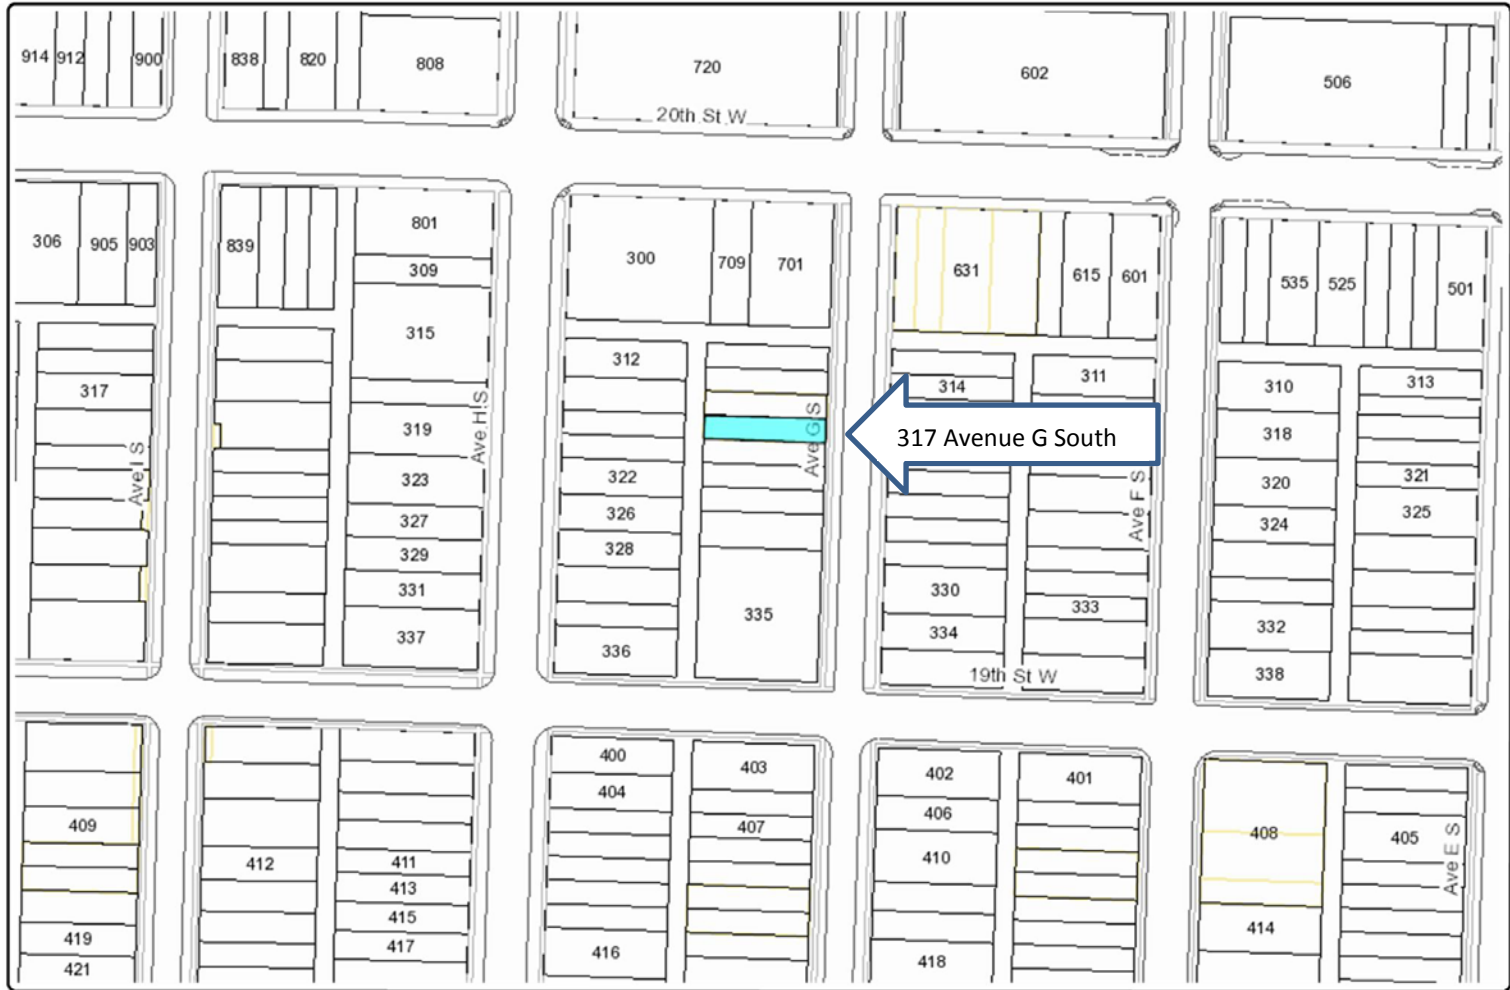 914 912 900 838 820 808 720 602 506
20th St W
306 905 903 839 801 300 709 701 631 615 601 535 525 501
309
315
312 314 311 310 313
317 319 318
317 Avenue G South
Ave I S
Ave H S
Ave G S
Ave F S
323 322 320 321
327 326 324 325
329 328
331 330 333
337 335 334 332
336 338
19th St W
400 403 402 401
404 406
409 407 408 405
412 411 410
413
415 414
419 417 416 418
421
Ave E S